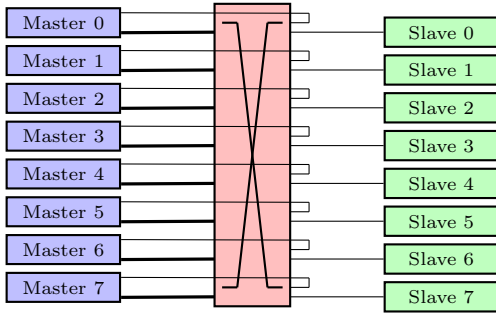 Master 0
Slave 0
Master 1
Slave 1
Master 2
Slave 2
Master 3
Slave 3
Master 4
Slave 4
Master 5
Slave 5
Master 6
Slave 6
Master 7
Slave 7